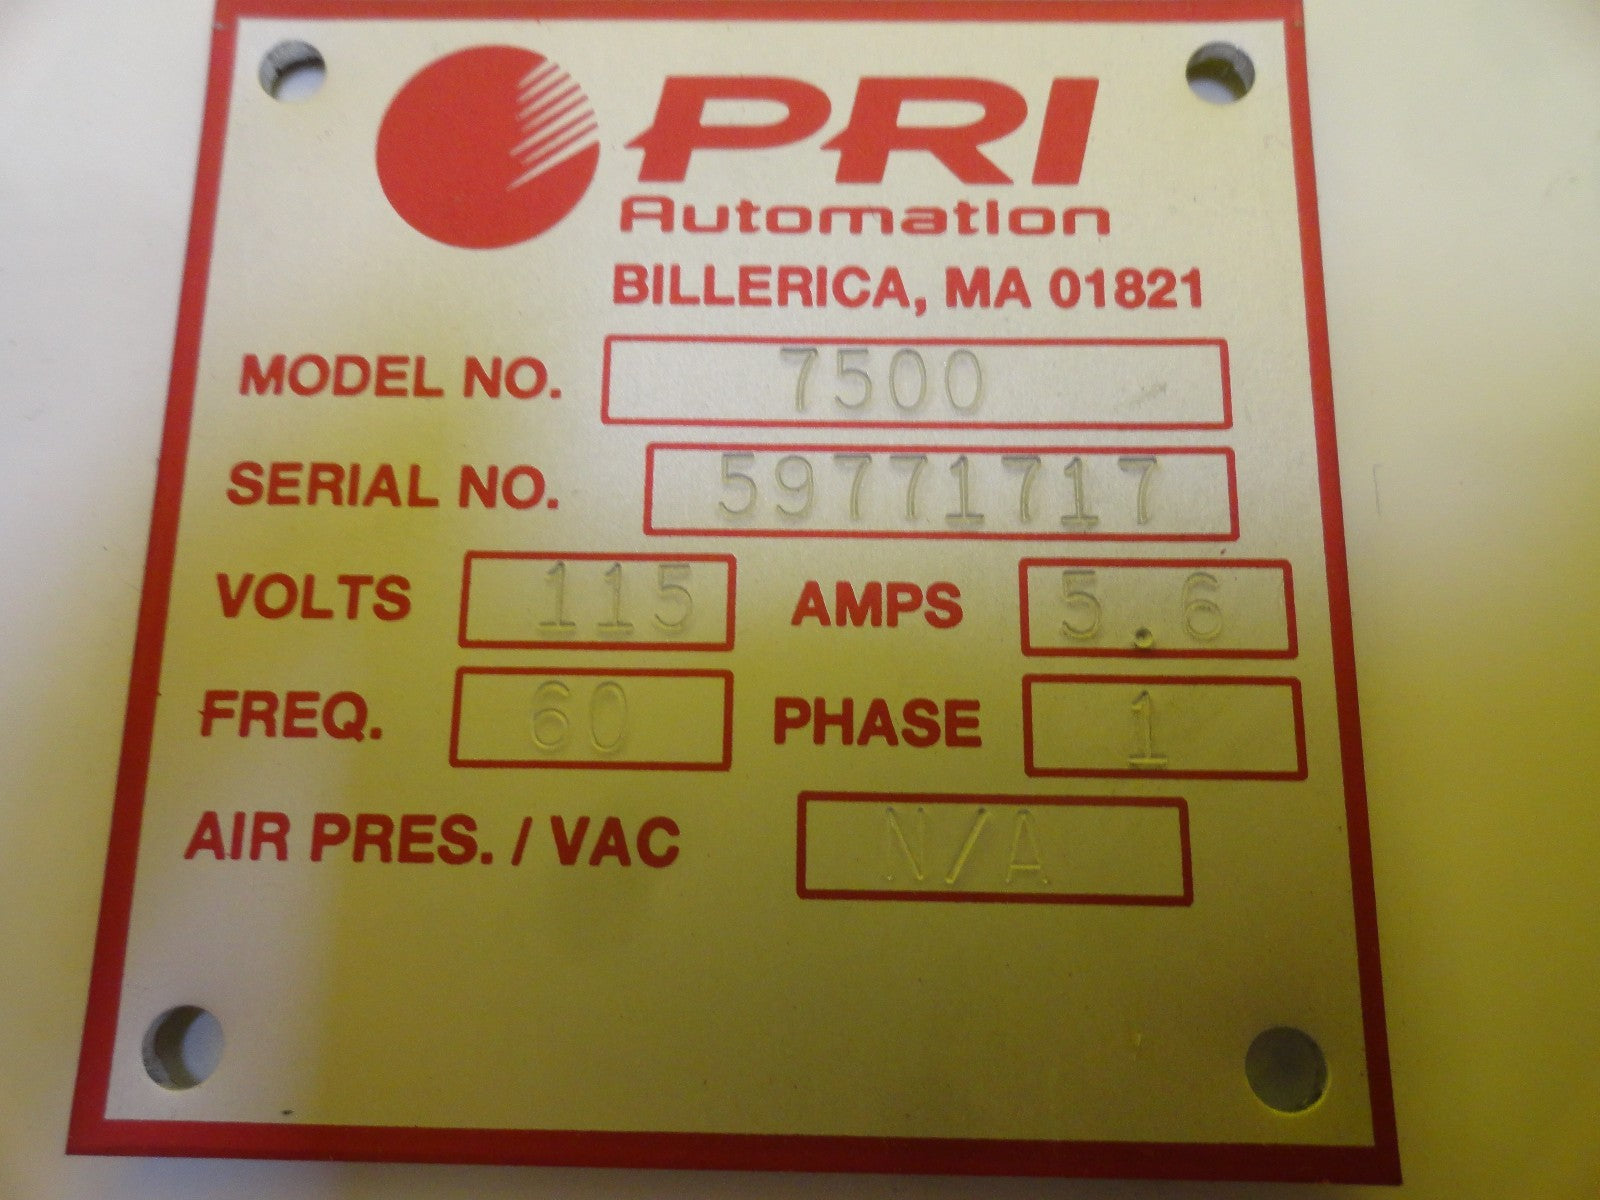 PRI
Automation
BILLERICA, MA 01821
MODEL NO. 7500
SERIAL NO. 59771717
VOLTS 115 AMPS 5.6
FREQ. 60 PHASE 1
AIR PRES. / VAC N/A